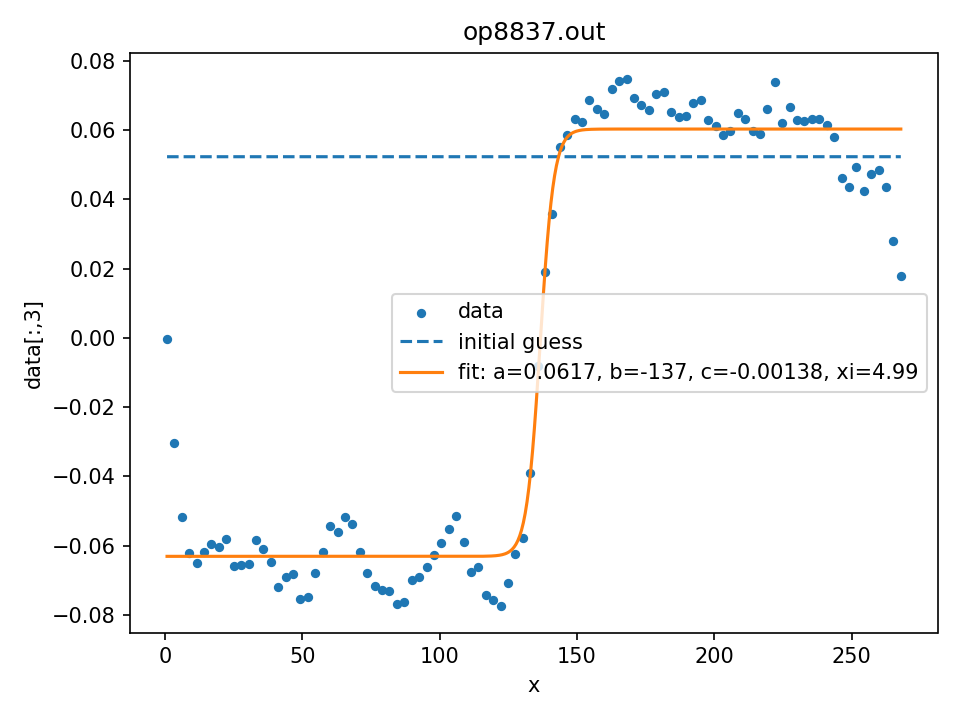 op8837.out
0.08
0.06
0.04
0.02
0.00
−0.02
−0.04
−0.06
−0.08
data[:,3]
data
initial guess
fit: a=0.0617, b=-137, c=-0.00138, xi=4.99
0 50 100 150 200 250
x